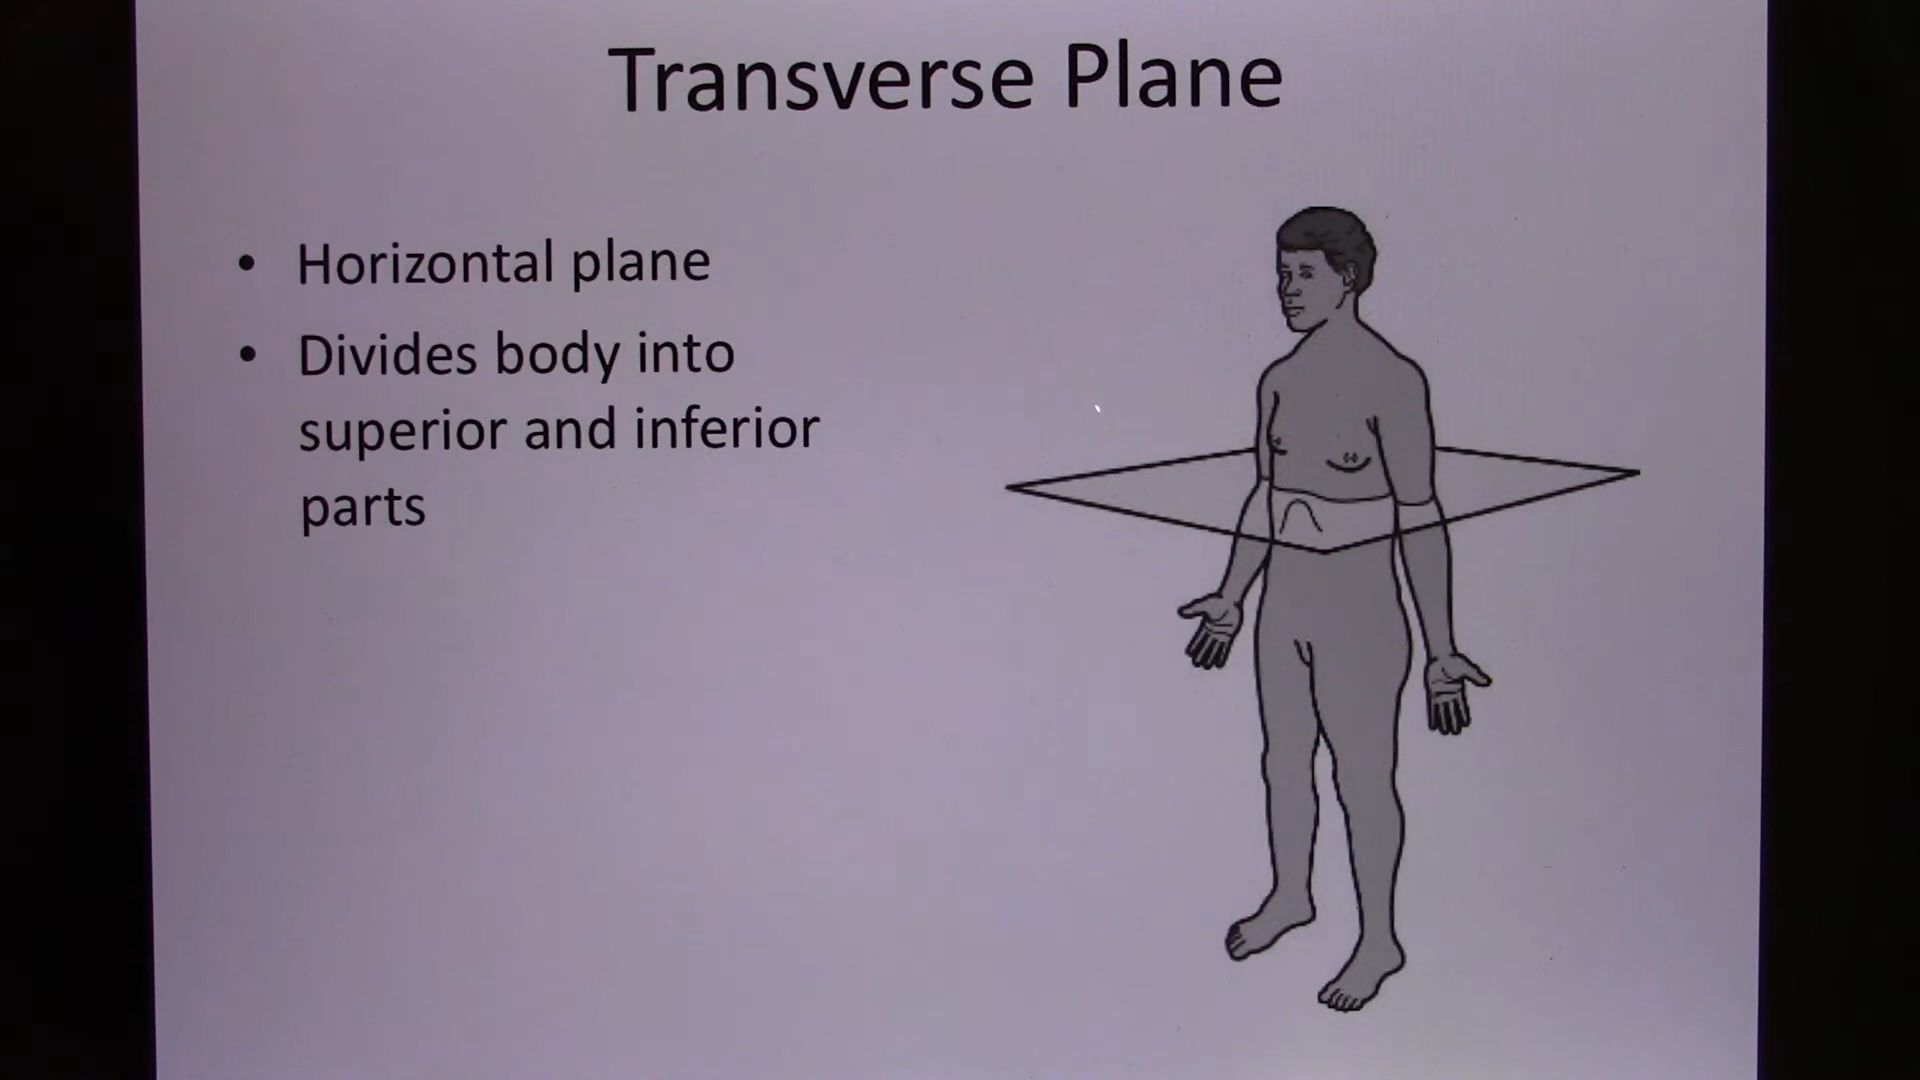 Transverse Plane
• Horizontal plane
• Divides body into
superior and inferior
parts